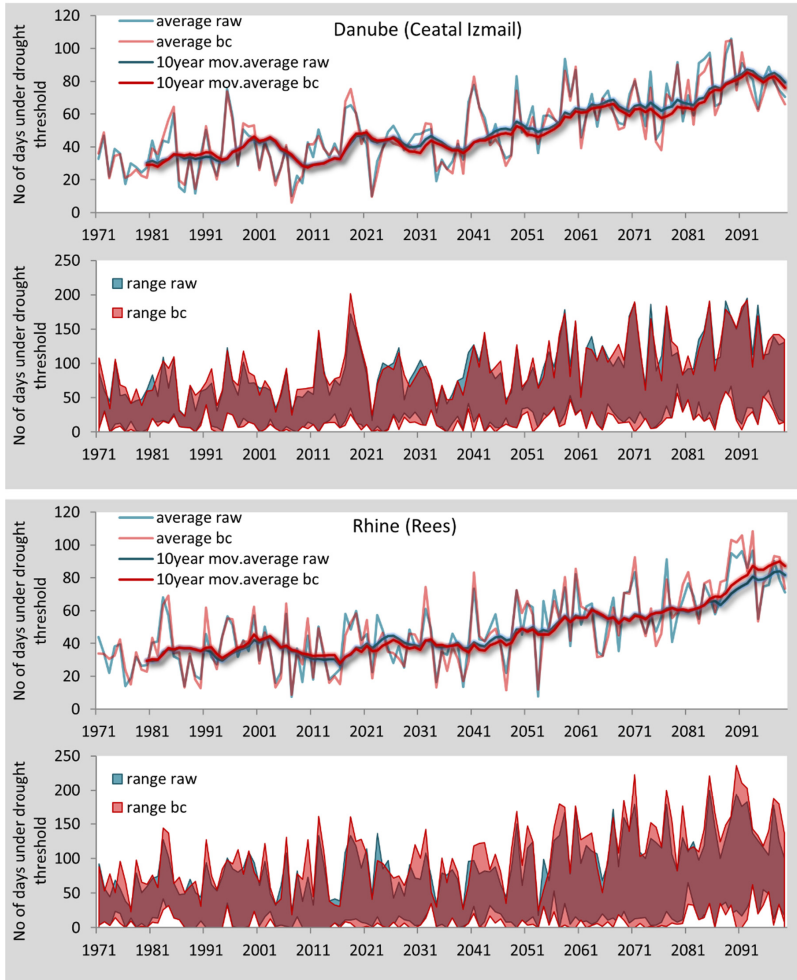 Danube (Ceatal Izmail)
average raw
average bc
10year mov.average raw
10year mov.average bc
No of days under drought
threshold
120
100
80
60
40
20
0
1971 1981 1991 2001 2011 2021 2031 2041 2051 2061 2071 2081 2091
range raw
range bc
No of days under drought
threshold
250
200
150
100
50
0
1971 1981 1991 2001 2011 2021 2031 2041 2051 2061 2071 2081 2091
Rhine (Rees)
average raw
average bc
10year mov.average raw
10year mov.average bc
No of days under drought
threshold
120
100
80
60
40
20
0
1971 1981 1991 2001 2011 2021 2031 2041 2051 2061 2071 2081 2091
range raw
range bc
No of days under drought
threshold
250
200
150
100
50
0
1971 1981 1991 2001 2011 2021 2031 2041 2051 2061 2071 2081 2091